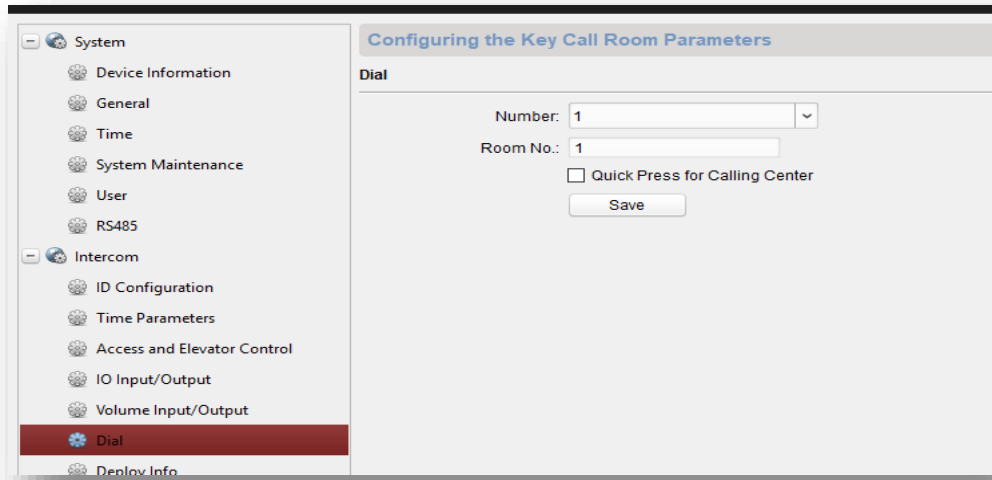 System
Device Information
General
Time
System Maintenance
User
RS485
Intercom
ID Configuration
Time Parameters
Access and Elevator Control
IO Input/Output
Volume Input/Output
Dial
Deploy Info
Configuring the Key Call Room Parameters
Dial
Number: 1
Room No.: 1
Quick Press for Calling Center
Save